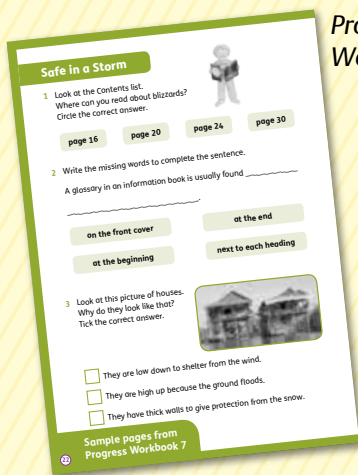 Pro
Wo
Safe in a Storm
1 Look at the Contents list.
Where can you read about blizzards?
Circle the correct answer.
page 16 page 20 page 24 page 30
2 Write the missing words to complete the sentence.
A glossary in an information book is usually found
.
on the front cover at the end
at the beginning next to each heading
3 Look at this picture of houses.
Why do they look like that?
Tick the correct answer.
They are low down to shelter from the wind.
They are high up because the ground floods.
They have thick walls to give protection from the snow.
22 Sample pages from
Progress Workbook 7